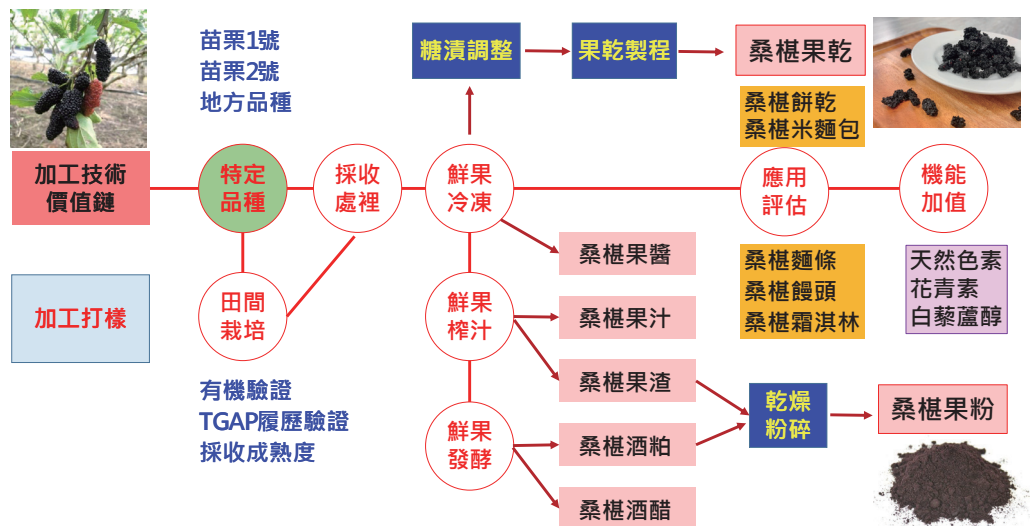 苗栗1號
苗栗2號
地方品種
糖漬調整
果乾製程
桑椹果乾
桑椹餅乾
桑椹米麵包
加工技術
價值鏈
特定
品種
採收
處裡
鮮果
冷凍
應用
評估
機能
加值
加工打樣
田間
栽培
鮮果
榨汁
桑椹果醬
桑椹果汁
桑椹麵條
桑椹饅頭
桑椹霜淇林
天然色素
花青素
白藜蘆醇
有機驗證
TGAP履歷驗證
採收成熟度
鮮果
發酵
桑椹果渣
桑椹酒粕
桑椹酒醋
乾燥
粉碎
桑椹果粉